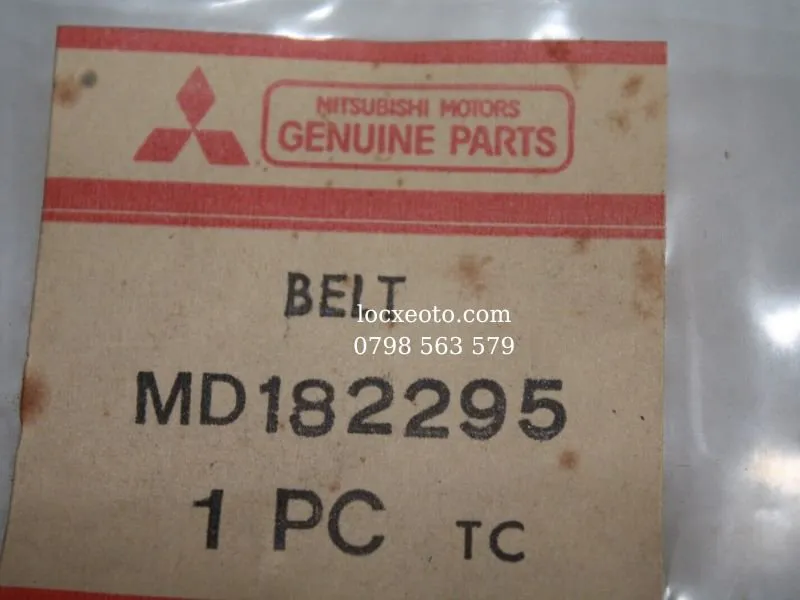 MITSUBISHI MOTORS
GENUINE PARTS
BELT
locxeoto.com
0798 563 579
MD182295
1 PC TC